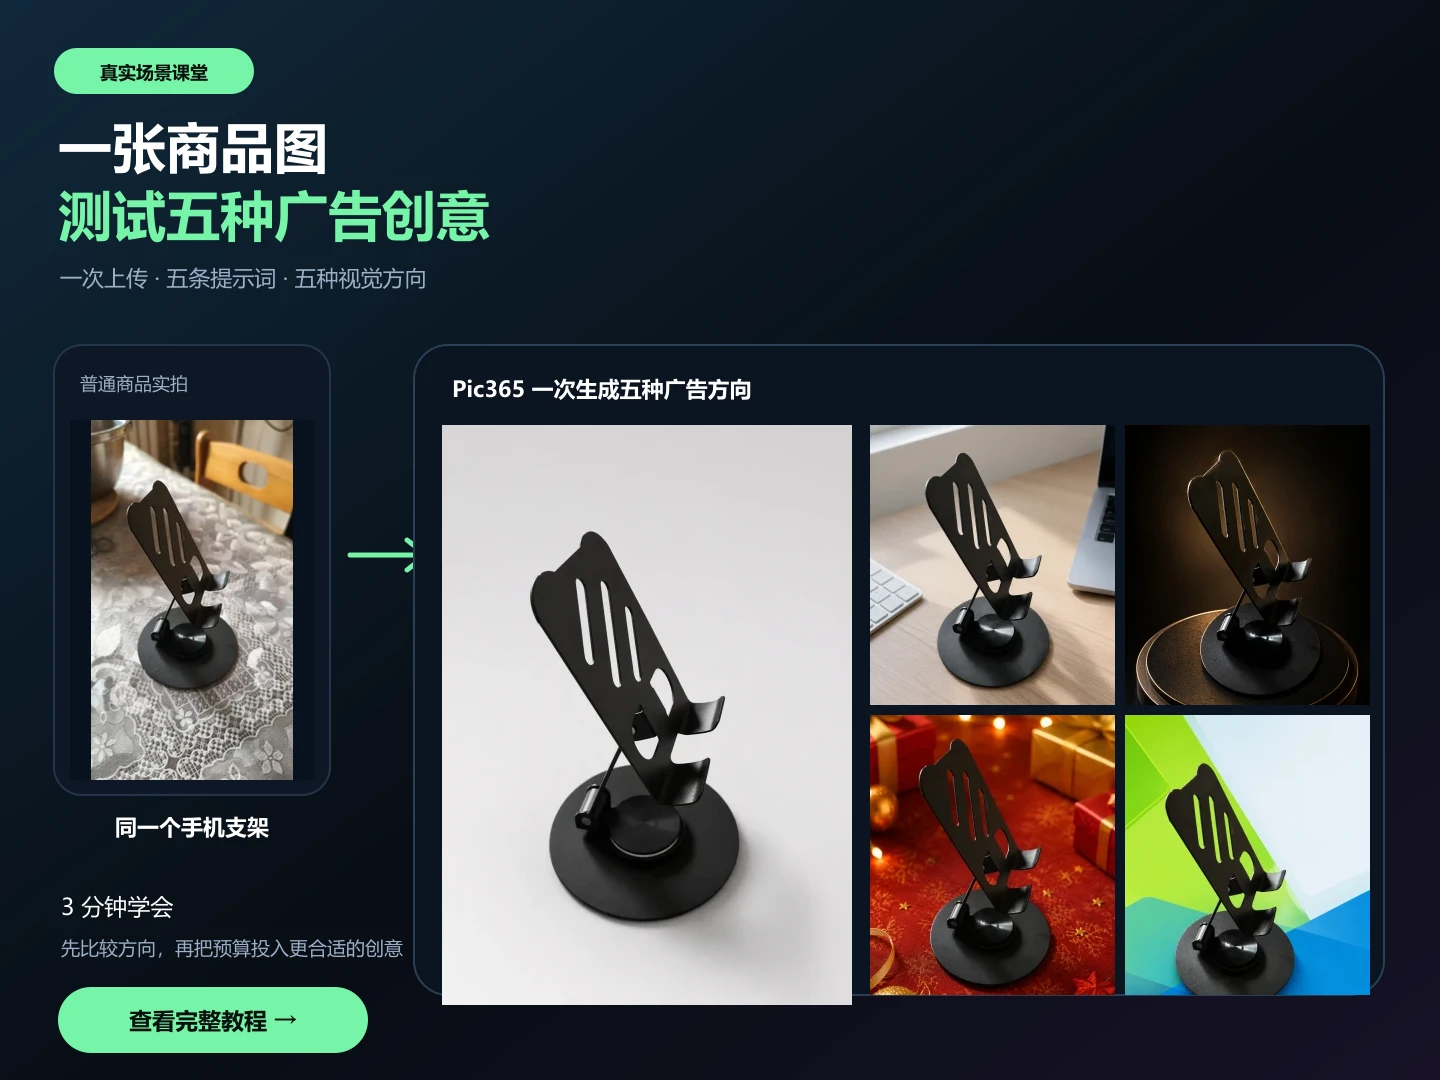 真实场景课堂
一张商品图
测试五种广告创意
一次上传 · 五条提示词 · 五种视觉方向
普通商品实拍
Pic365 一次生成五种广告方向
同一个手机支架
3 分钟学会
先比较方向，再把预算投入更合适的创意
查看完整教程 →